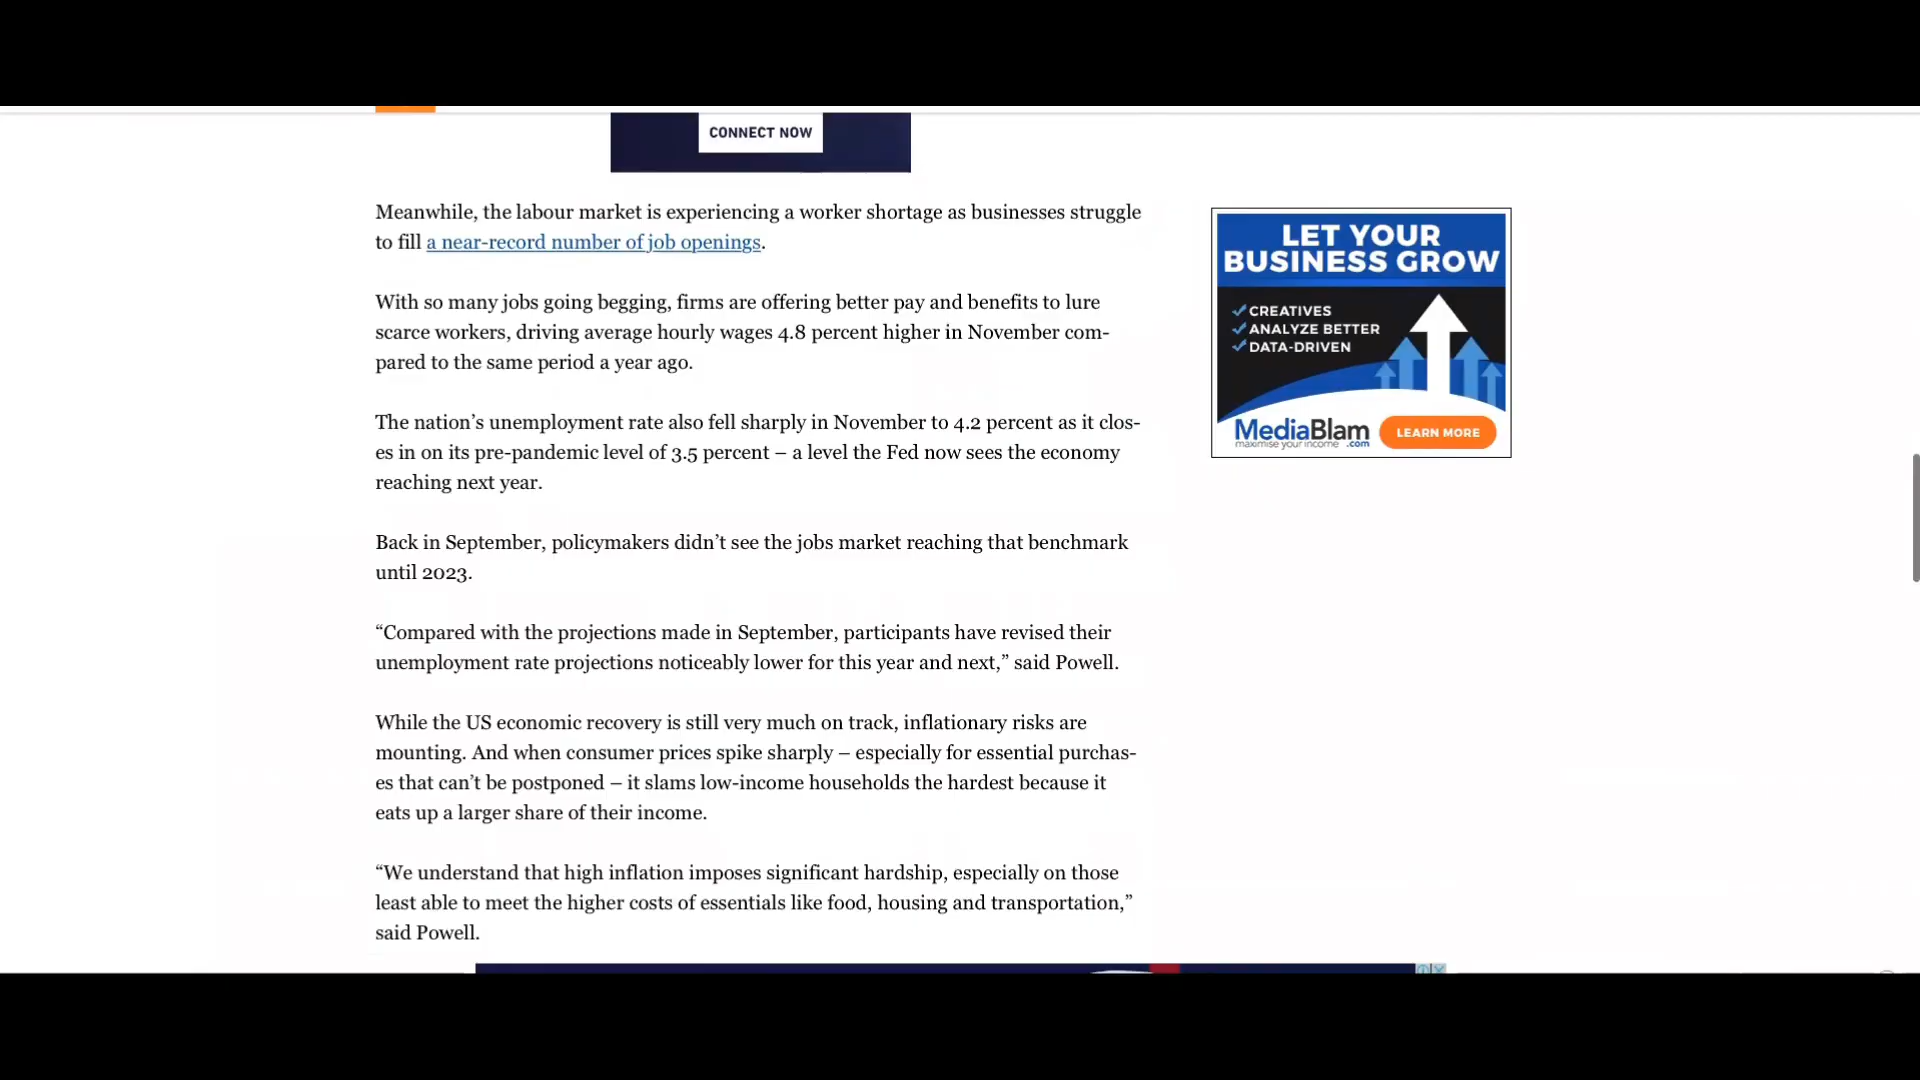 CONNECT NOW
Meanwhile, the labour market is experiencing a worker shortage as businesses struggle
to fill a near-record number of job openings.
With so many jobs going begging, firms are offering better pay and benefits to lure
scarce workers, driving average hourly wages 4.8 percent higher in November com-
pared to the same period a year ago.
The nation’s unemployment rate also fell sharply in November to 4.2 percent as it clos-
es in on its pre-pandemic level of 3.5 percent – a level the Fed now sees the economy
reaching next year.
Back in September, policymakers didn’t see the jobs market reaching that benchmark
until 2023.
“Compared with the projections made in September, participants have revised their
unemployment rate projections noticeably lower for this year and next,” said Powell.
While the US economic recovery is still very much on track, inflationary risks are
mounting. And when consumer prices spike sharply – especially for essential purchas-
es that can’t be postponed – it slams low-income households the hardest because it
eats up a larger share of their income.
“We understand that high inflation imposes significant hardship, especially on those
least able to meet the higher costs of essentials like food, housing and transportation,”
said Powell.
LET YOUR
BUSINESS GROW
CREATIVES
ANALYZE BETTER
DATA-DRIVEN
MediaBlam
maximise your income .com
LEARN MORE